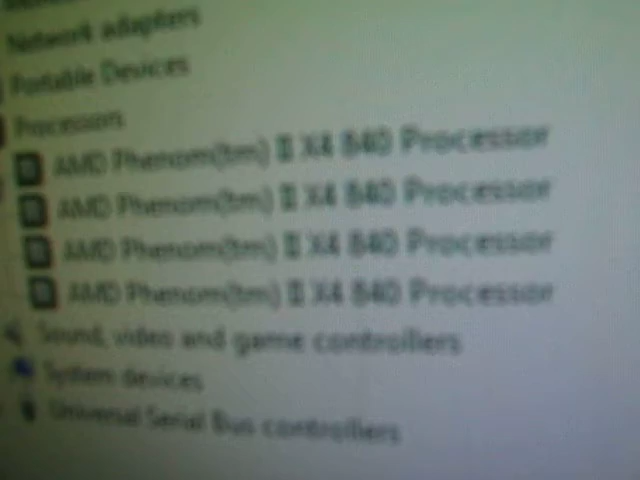 Network adapters
Portable Devices
Processors
AMD Phenom(tm) II X4 840 Processor
AMD Phenom(tm) II X4 840 Processor
AMD Phenom(tm) II X4 840 Processor
AMD Phenom(tm) II X4 840 Processor
Sound, video and game controllers
System devices
Universal Serial Bus controllers